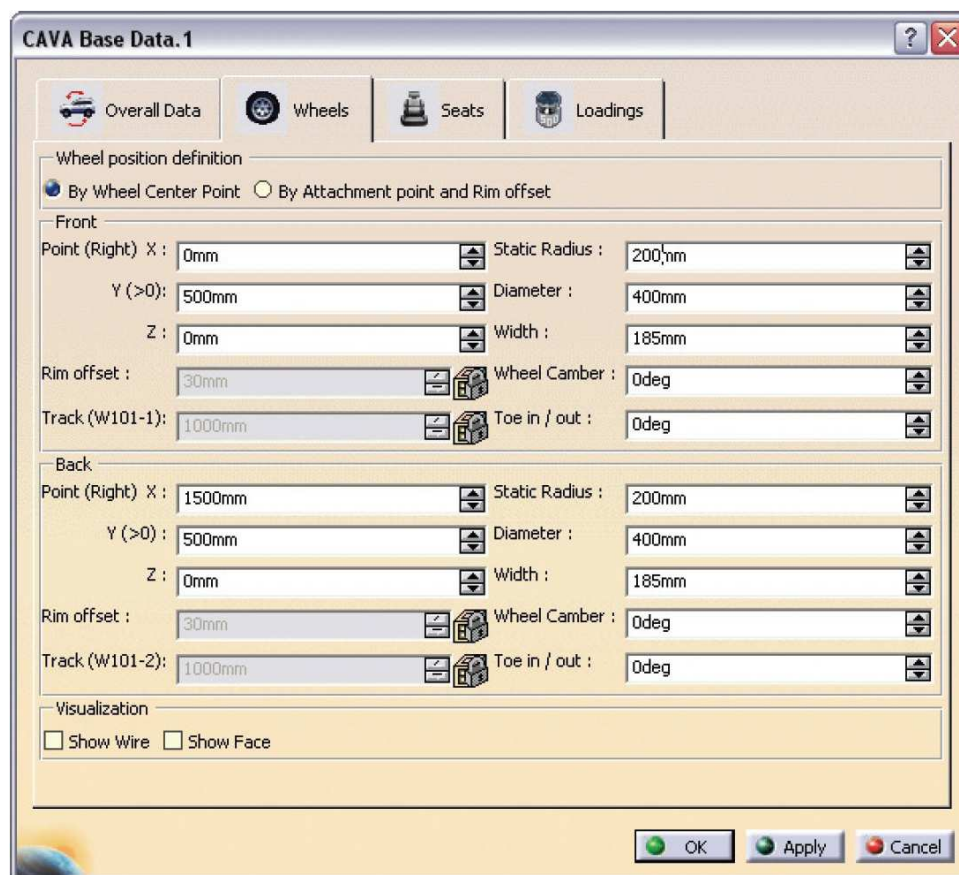 CAVA Base Data.1
Overall Data Wheels Seats Loadings
Wheel position definition
By Wheel Center Point By Attachment point and Rim offset
Front
Point (Right) X : 0mm Static Radius : 200mm
Y (>0): 500mm Diameter : 400mm
Z : 0mm Width : 185mm
Rim offset : 30mm Wheel Camber : 0deg
Track (W101-1): 1000mm Toe in / out : 0deg
Back
Point (Right) X : 1500mm Static Radius : 200mm
Y (>0) : 500mm Diameter : 400mm
Z : 0mm Width : 185mm
Rim offset : 30mm Wheel Camber : 0deg
Track (W101-2): 1000mm Toe in / out : 0deg
Visualization
Show Wire Show Face
OK Apply Cancel